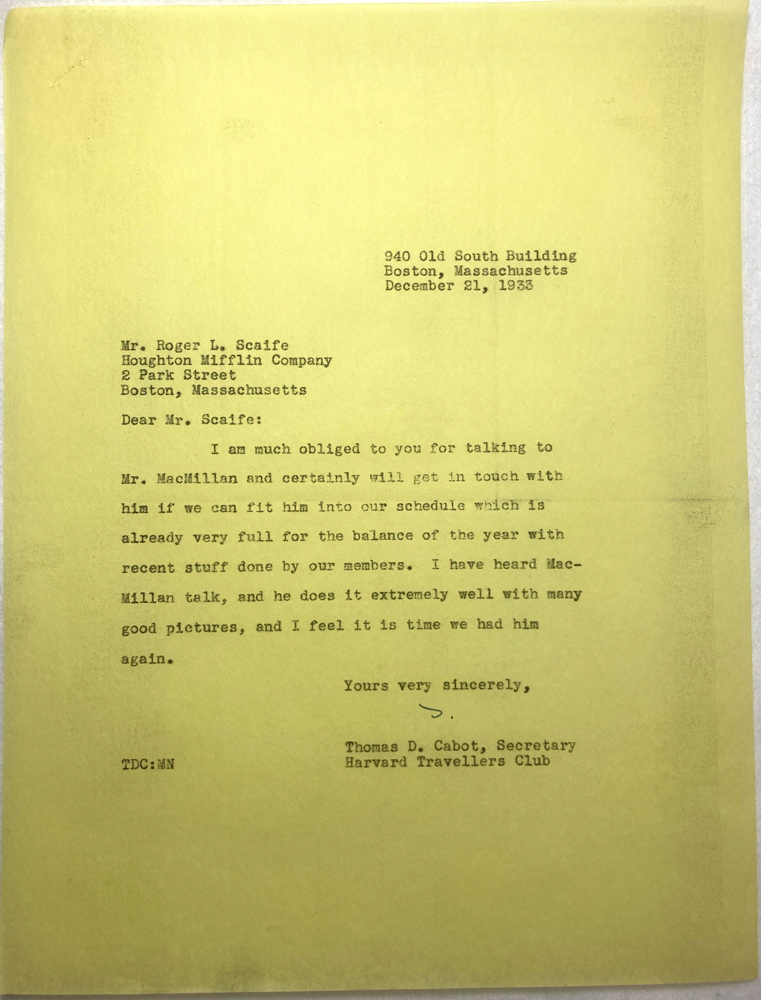 940 Old South Building
Boston, Massachusetts
December 21, 1933
Mr. Roger L. Scaife
Houghton Mifflin Company
2 Park Street
Boston, Massachusetts
Dear Mr. Scaife:
I am much obliged to you for talking to
Mr. MacMillan and certainly will get in touch with
him if we can fit him into our schedule which is
already very full for the balance of the year with
recent stuff done by our members.  I have heard Mac-
Millan talk, and he does it extremely well with many
good pictures, and I feel it is time we had him
again.
Yours very sincerely,
Thomas D. Cabot, Secretary
TDC:MN
Harvard Travellers Club